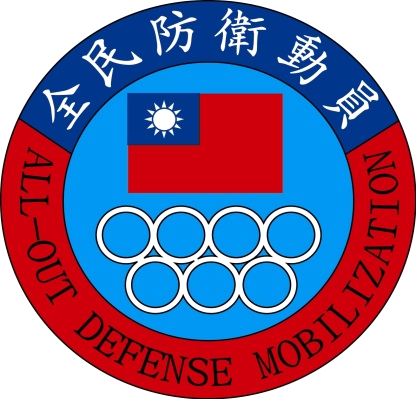 全民防衛動員
ALL-OUT DEFENSE MOBILIZATION